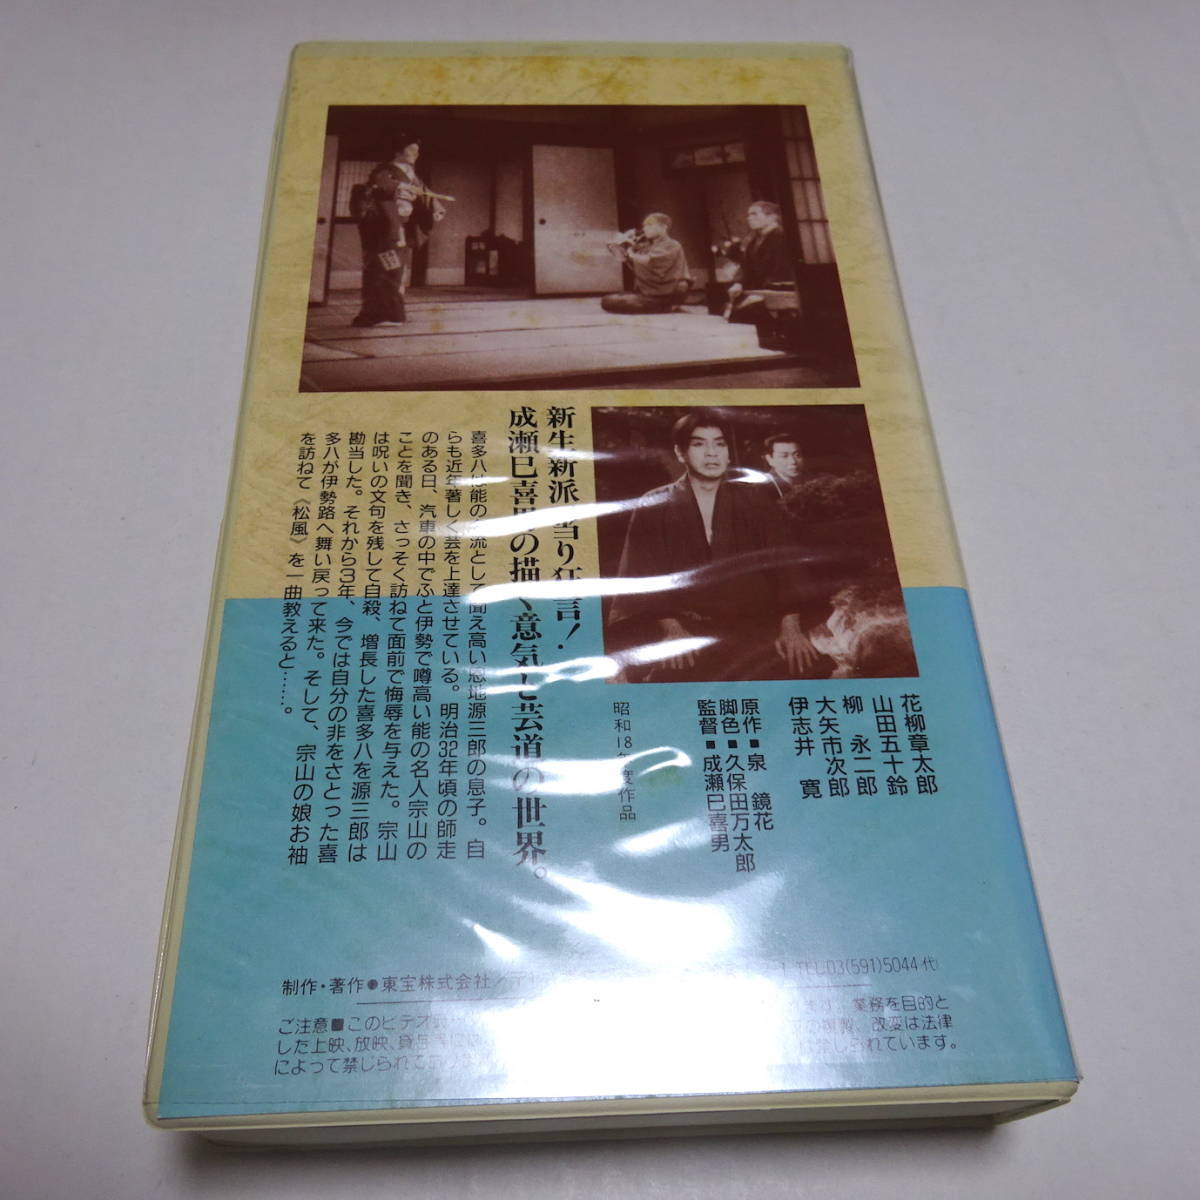 新生新派、当り狂言!
成瀬巳喜男の描く意気と芸道の世界。
喜多八は能の 流として聞え高い恩地源三郎の息子。自
らも近年著しく芸を上達させている。明治32年頃の師走
のある日、汽車の中でふと伊勢で噂高い能の名人宗山の
ことを聞き、さっそく訪ねて面前で侮辱を与えた。宗山
は呪いの文句を残して自殺、増長した喜多八を源三郎は
勘当した。それから3年、今では自分の非をさとった喜
多八が伊勢路へ舞い戻って来た。そして、宗山の娘お袖
を訪ねて《松風》を一曲教えると……。
花柳章太郎
山田五十鈴
柳 永二郎
大矢市次郎
伊志井 寛
原作■泉 鏡花
脚色■久保田万太郎
監督■成瀬巳喜男
昭和18年度作品
制作・著作●東宝株式会社 TEL03(591)5044代
ご注意■このビデオ ます。業務を目的と
した上映、放映、 の複製、改変は法律
によって禁じられて じられています。